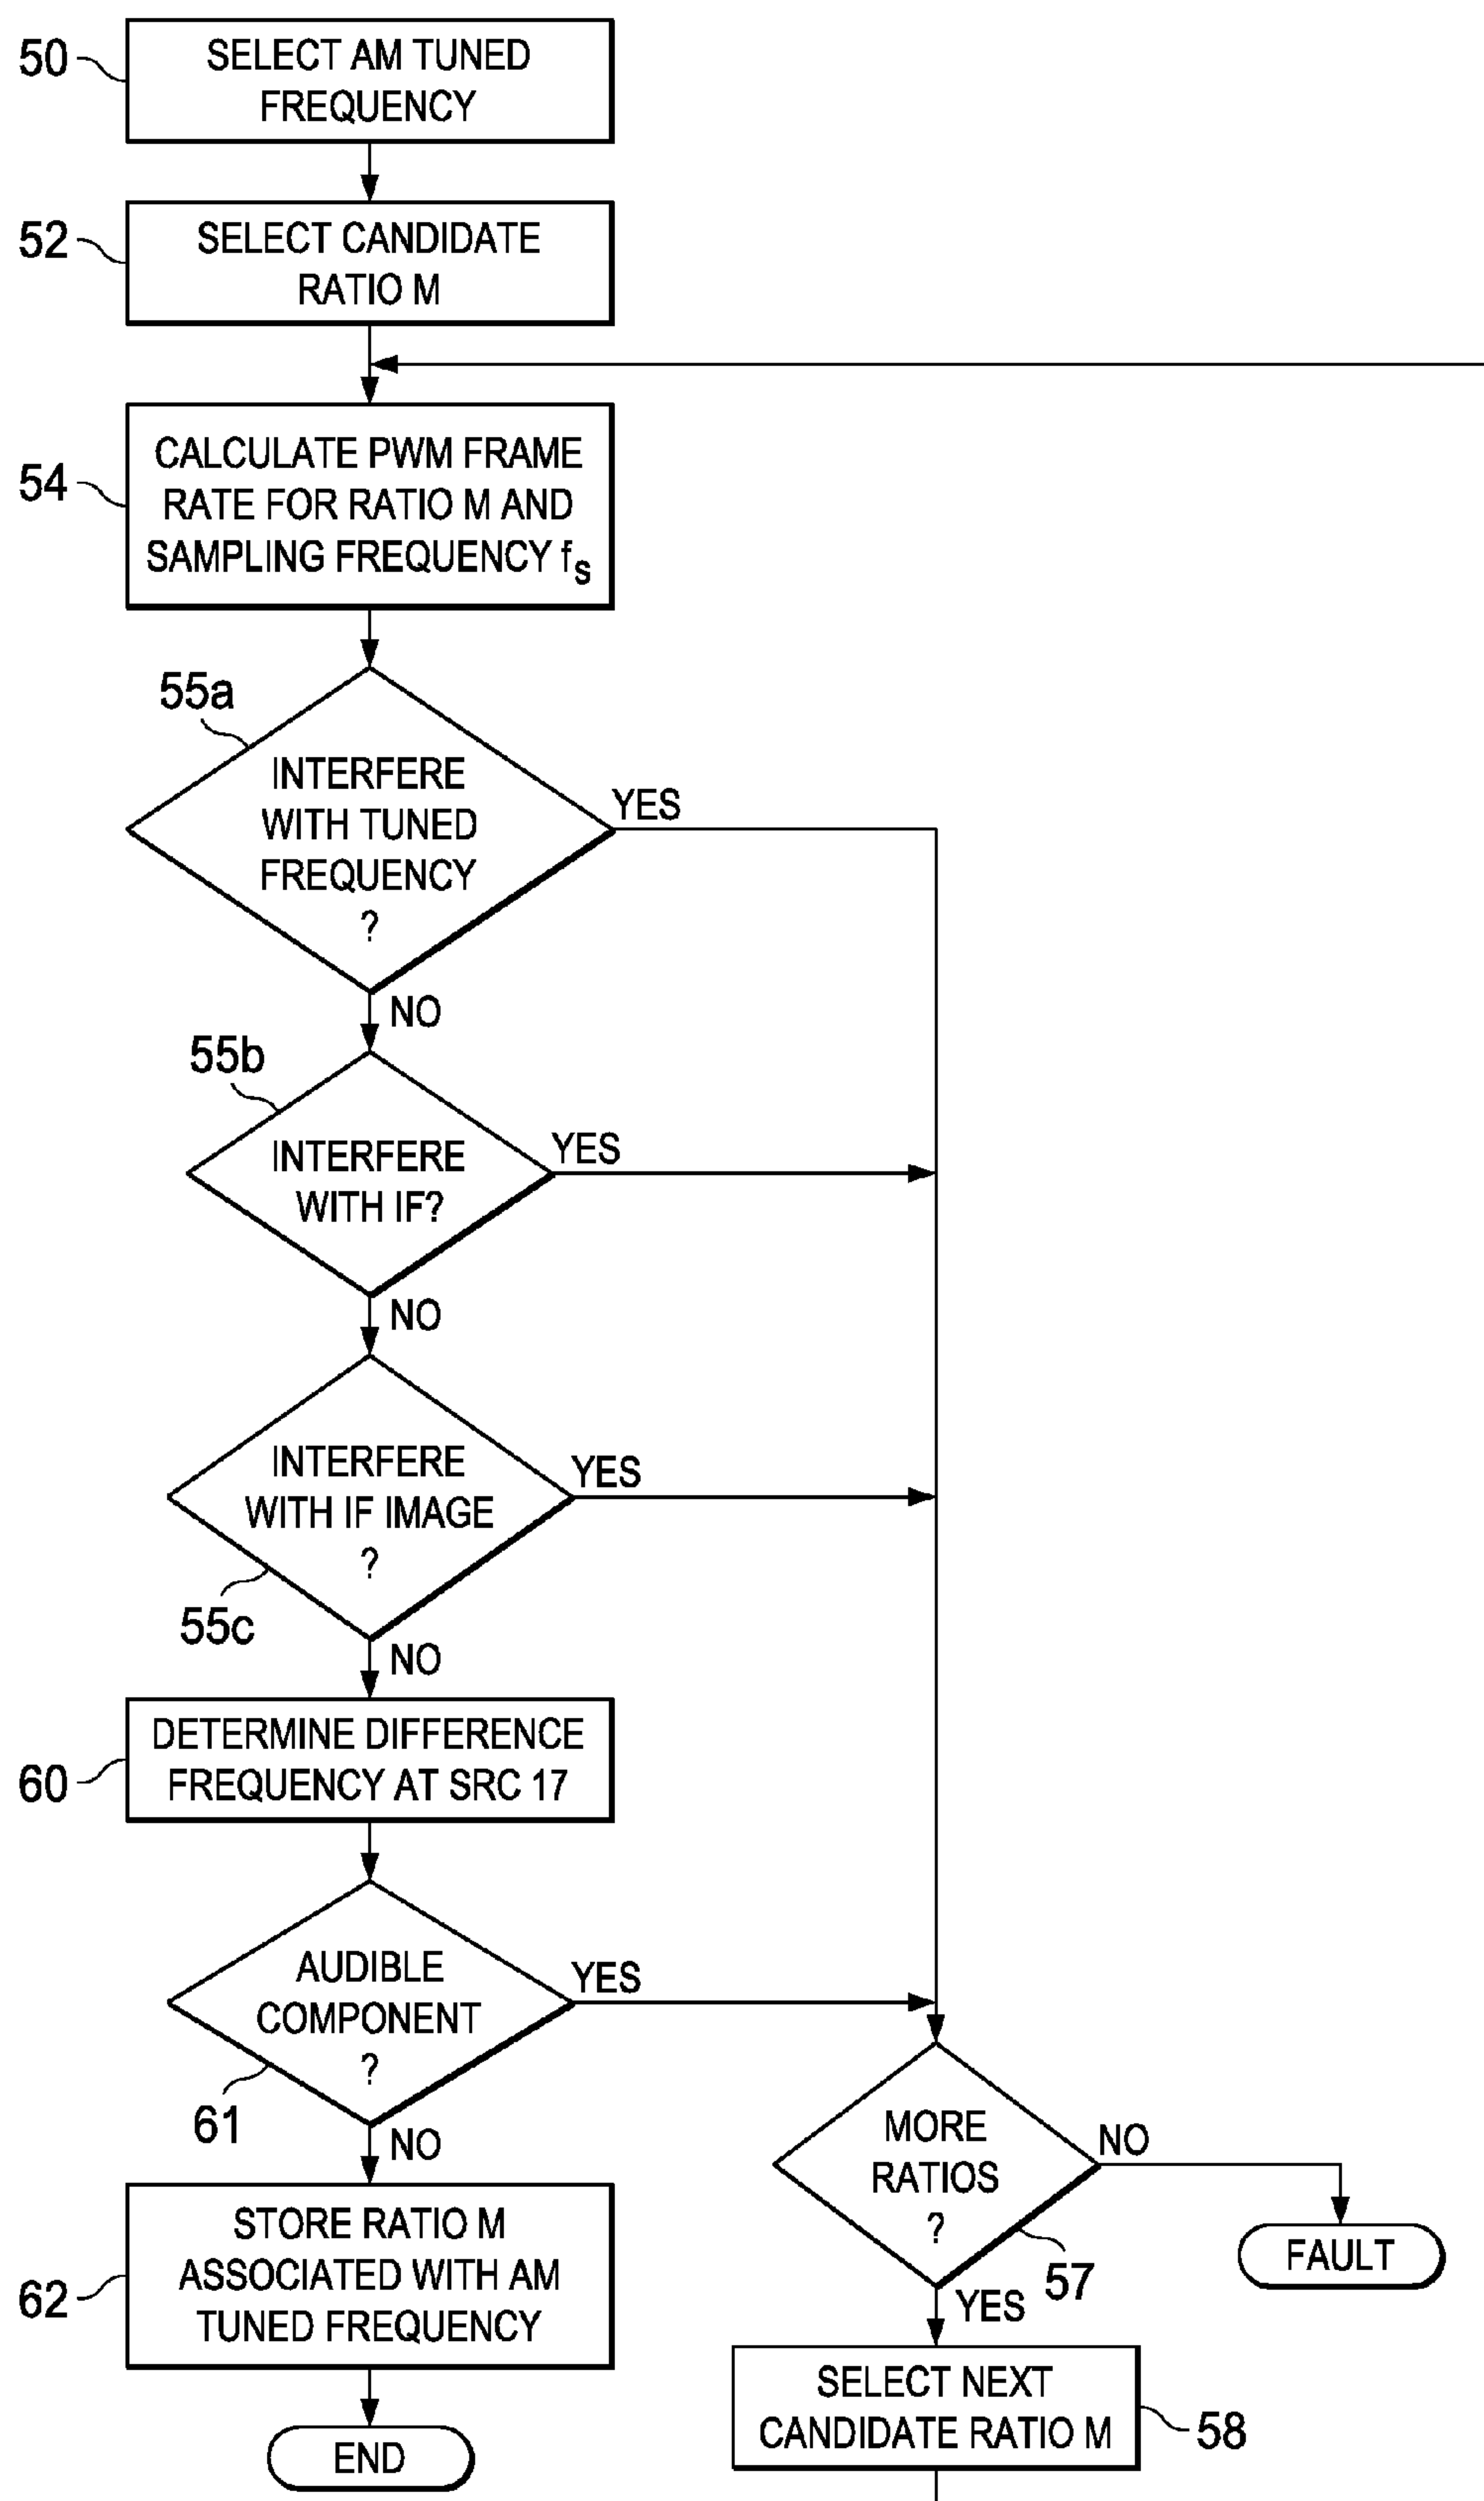 50
SELECT AM TUNED
FREQUENCY
52
SELECT CANDIDATE
RATIO M
54
CALCULATE PWM FRAME
RATE FOR RATIO M AND
SAMPLING FREQUENCY fs
55a
INTERFERE
WITH TUNED
FREQUENCY
?
YES
NO
55b
INTERFERE
WITH IF?
YES
NO
INTERFERE
WITH IF IMAGE
?
YES
55c
NO
60
DETERMINE DIFFERENCE
FREQUENCY AT SRC 17
AUDIBLE
COMPONENT
?
YES
61
NO
62
STORE RATIO M
ASSOCIATED WITH AM
TUNED FREQUENCY
END
MORE
RATIOS
?
NO
57
FAULT
YES
SELECT NEXT
CANDIDATE RATIO M
58